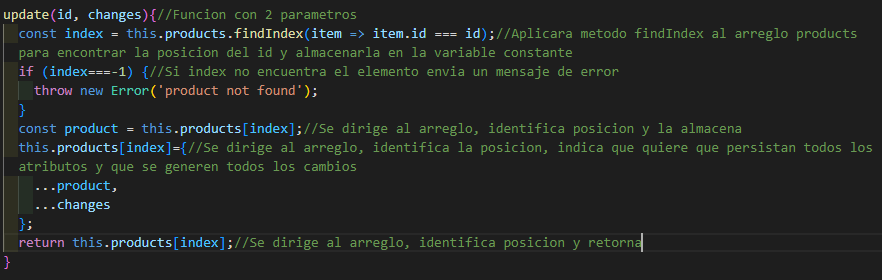 update(id, changes){//Funcion con 2 parametros
const index = this.products.findIndex(item => item.id === id);//Aplicara metodo findIndex al arreglo products
para encontrar la posicion del id y almacenarla en la variable constante
if (index===-1) {//Si index no encuentra el elemento envia un mensaje de error
throw new Error('product not found');
}
const product = this.products[index];//Se dirige al arreglo, identifica posicion y la almacena
this.products[index]={//Se dirige al arreglo, identifica la posicion, indica que quiere que persistan todos los
atributos y que se generen todos los cambios
...product,
...changes
};
return this.products[index];//Se dirige al arreglo, identifica posicion y retorna
}